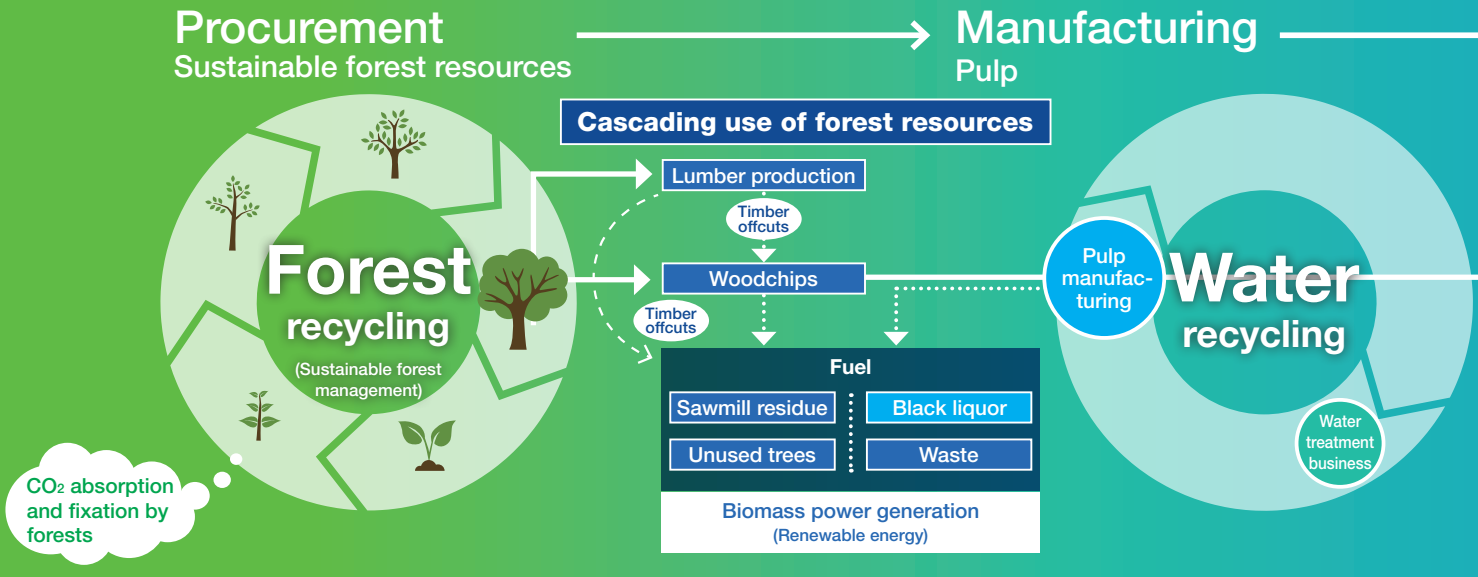 Procurement
Sustainable forest resources
Manufacturing
Pulp
Cascading use of forest resources
Lumber production
Timber
offcuts
Woodchips
Timber
offcuts
Forest
recycling
(Sustainable forest
management)
CO₂ absorption
and fixation by
forests
Fuel
Sawmill residue
Black liquor
Unused trees
Waste
Biomass power generation
(Renewable energy)
Pulp
manufac-
turing
Water
recycling
Water
treatment
business